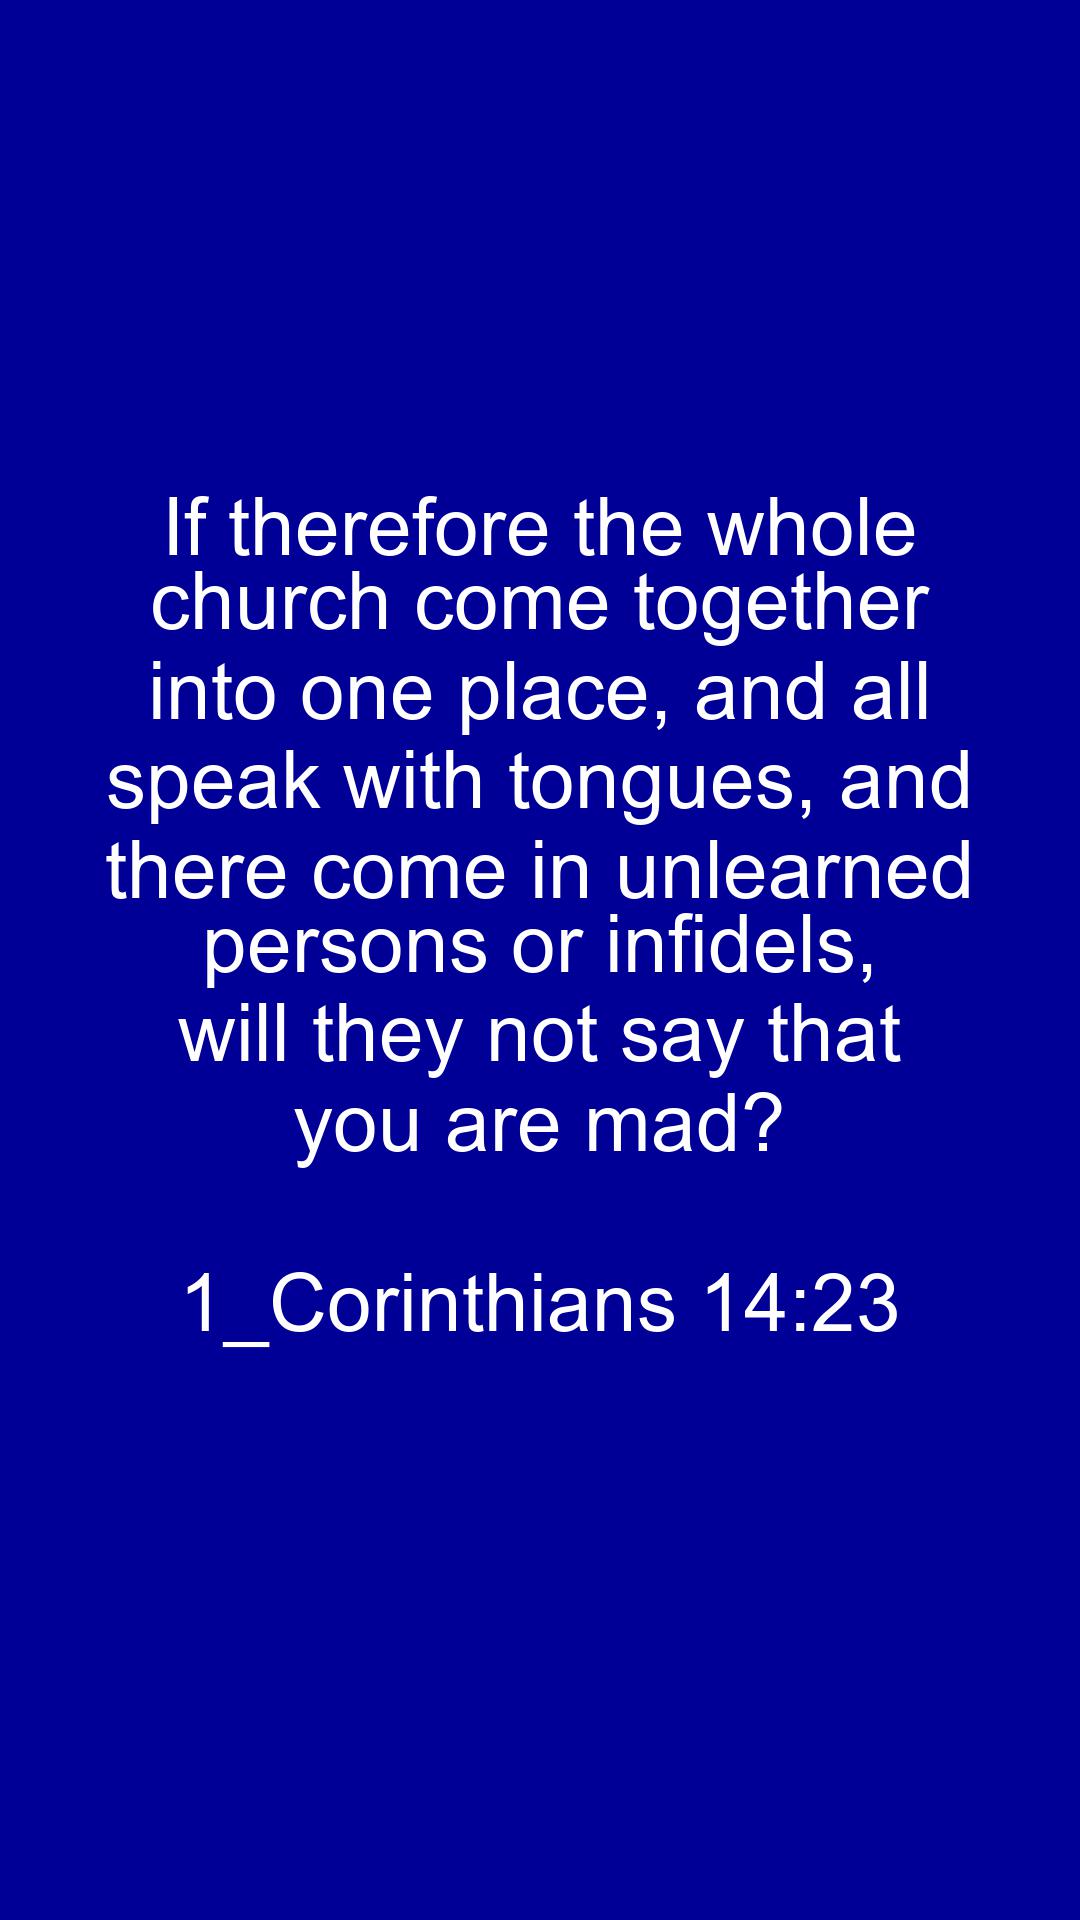 If therefore the whole
church come together
into one place, and all
speak with tongues, and
there come in unlearned
persons or infidels,
will they not say that
you are mad?
1_Corinthians 14:23